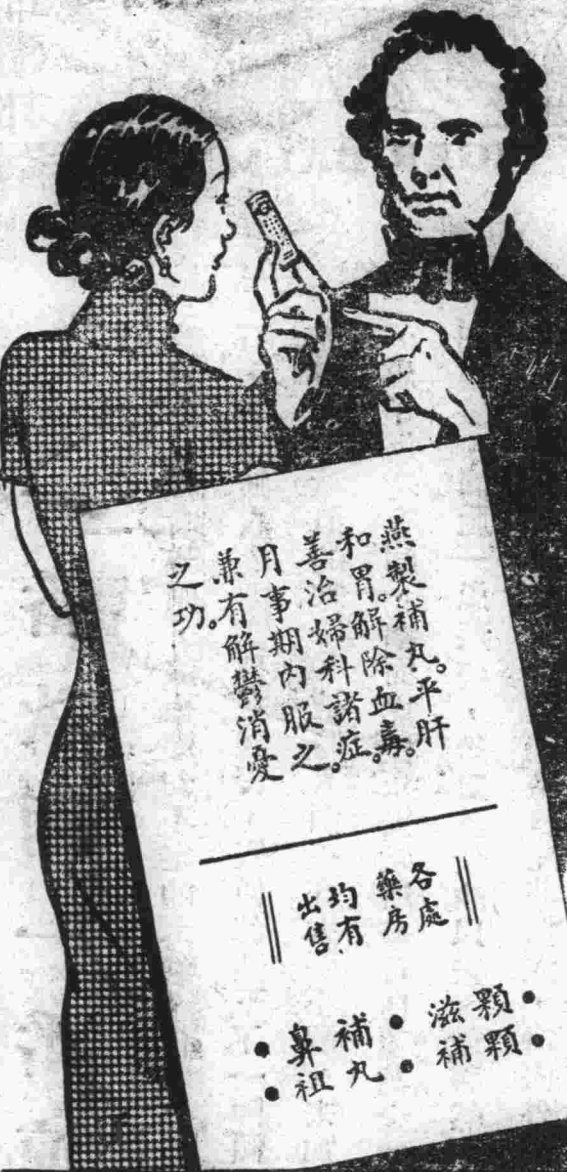 燕製補丸。平肝
和胃。解除血毒。
善治婦科諸症。
月事期内服之。
兼有解鬱消憂
之功。
各處
藥房
均有
出售
顆顆
滋補
補丸
鼻祖